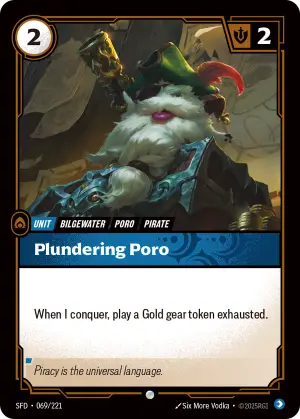 2
2
UNIT BILGEWATER PORO PIRATE
Plundering Poro
When I conquer, play a Gold gear token exhausted.
Piracy is the universal language.
SFD • 069/221
Six More Vodka • ©2025RGI